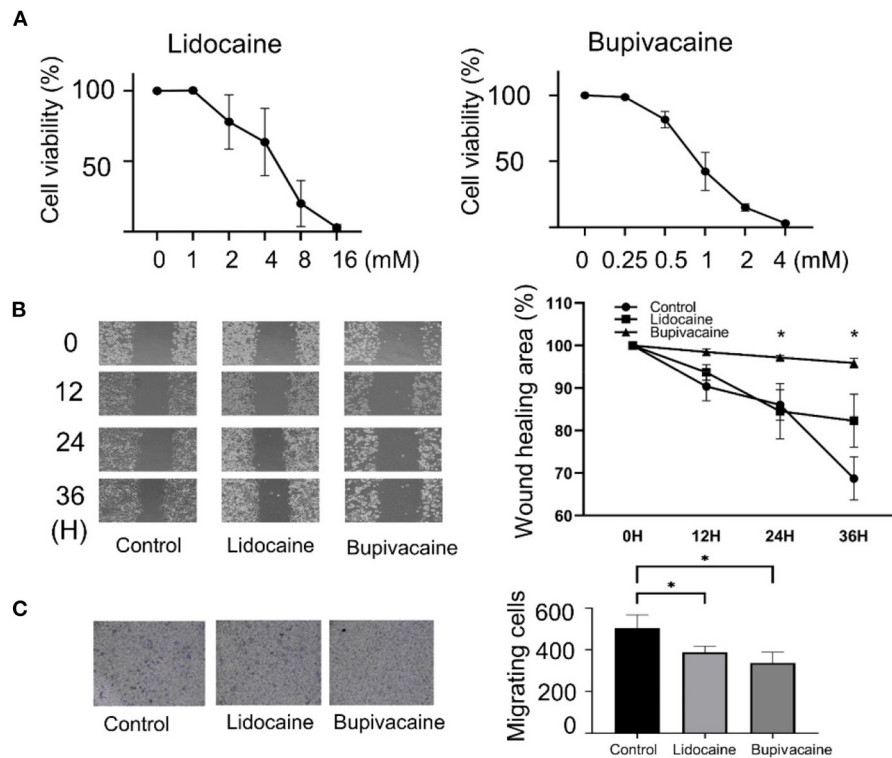 A
Lidocaine
Cell viability (%)
100
50
0 1 2 4 8 16 (mM)
Bupivacaine
Cell viability (%)
100
50
0 0.25 0.5 1 2 4 (mM)
B
0
12
24
36
(H)
Control Lidocaine Bupivacaine
Wound healing area (%)
110
100
90
80
70
60
Control
Lidocaine
Bupivacaine
* *
0H 12H 24H 36H
C
Control Lidocaine Bupivacaine
Migrating cells
600
400
200
0
*
*
Control Lidocaine Bupivacaine